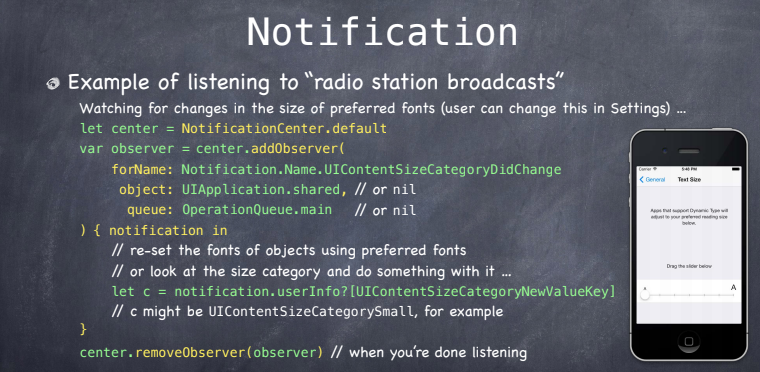 Notification
Example of listening to “radio station broadcasts”
Watching for changes in the size of preferred fonts (user can change this in Settings) ...
let center = NotificationCenter.default
var observer = center.addObserver(
forName: Notification.Name.UIContentSizeCategoryDidChange
object: UIApplication.shared, // or nil
queue: OperationQueue.main // or nil
) { notification in
// re-set the fonts of objects using preferred fonts
// or look at the size category and do something with it ...
let c = notification.userInfo?[UIContentSizeCategoryNewValueKey]
// c might be UIContentSizeCategorySmall, for example
}
center.removeObserver(observer) // when you’re done listening
Carrier 5:48 PM
General Text Size
Apps that support Dynamic Type will
adjust to your preferred reading size
below.
Drag the slider below
A A